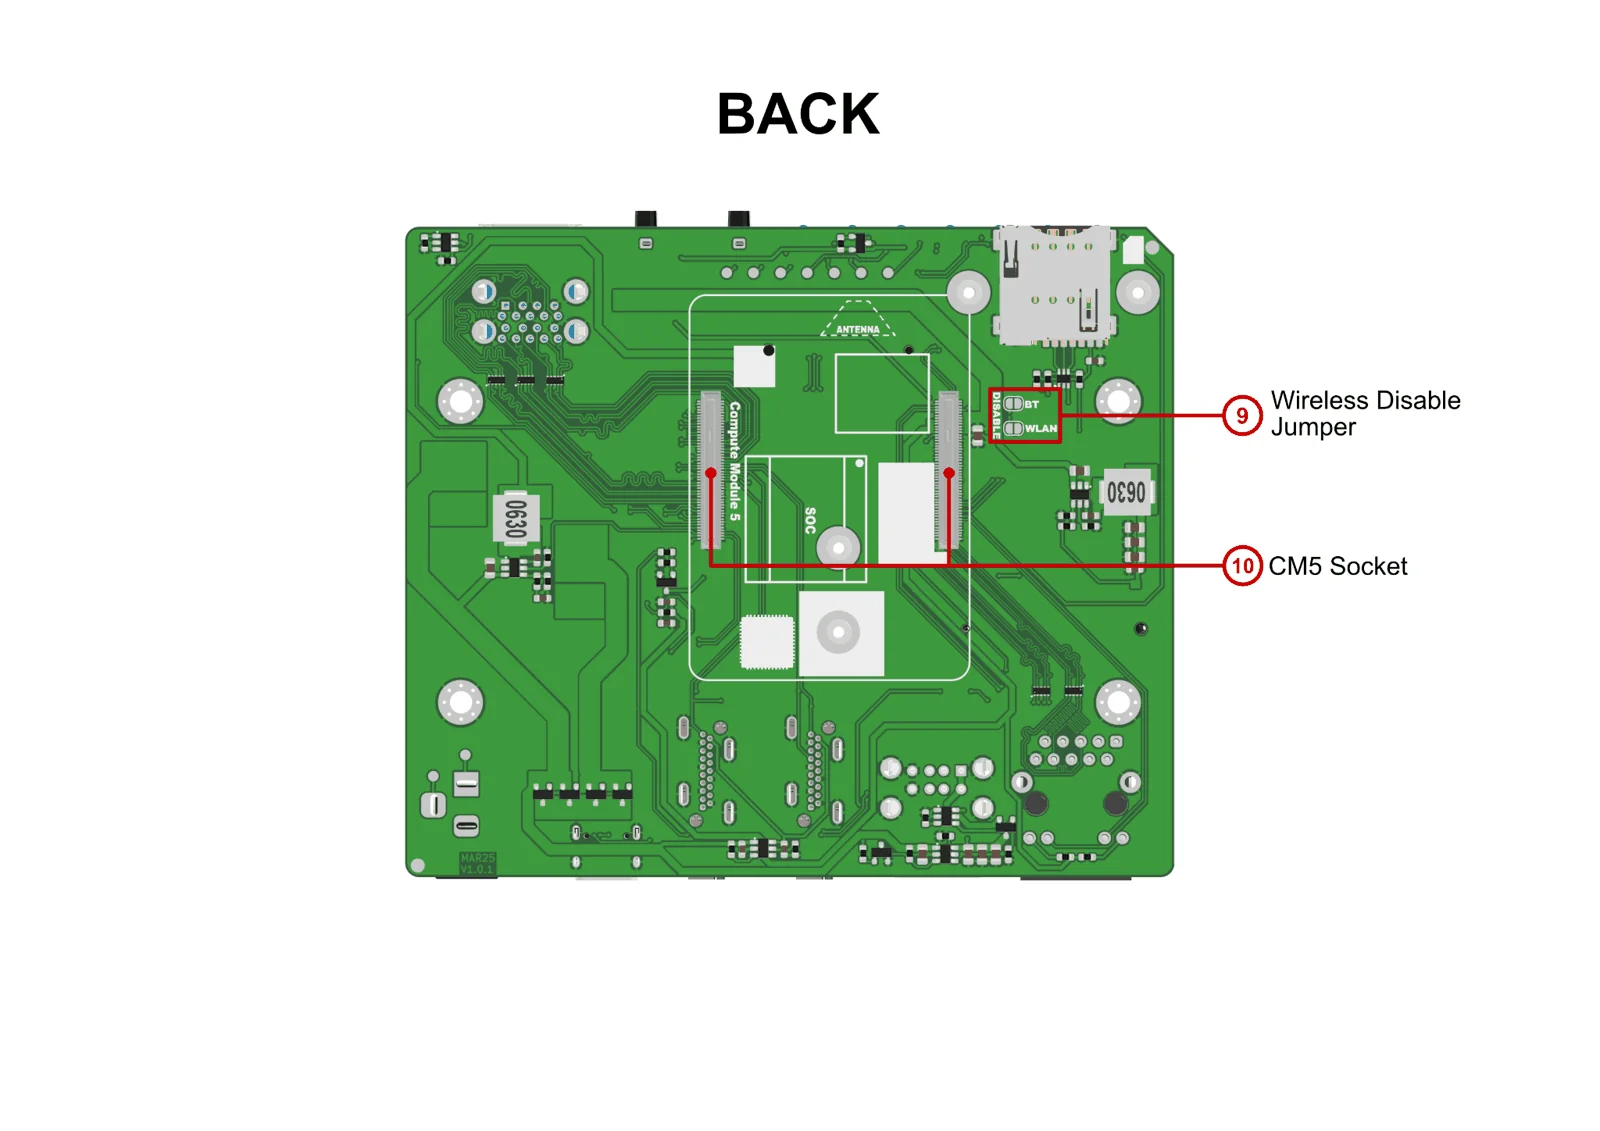 BACK
ANTENNA
Compute Module 5
DISABLE
BT
WLAN
9
Wireless Disable
Jumper
0630
0630
SOC
10
CM5 Socket
MAR25
V1.0.1